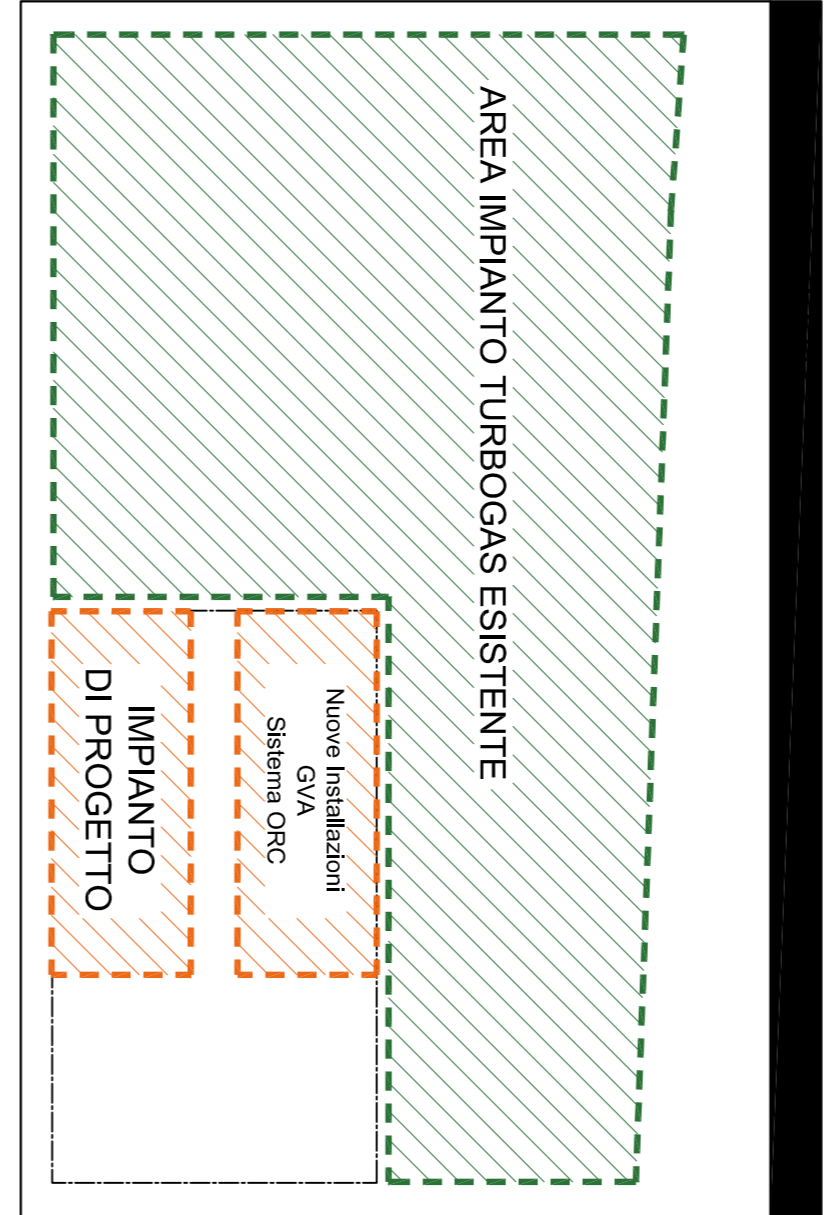 AREA IMPIANTO TURBOGAS ESISTENTE
Nuove Installazioni
GVA
Sistema ORC
IMPIANTO
DI PROGETTO